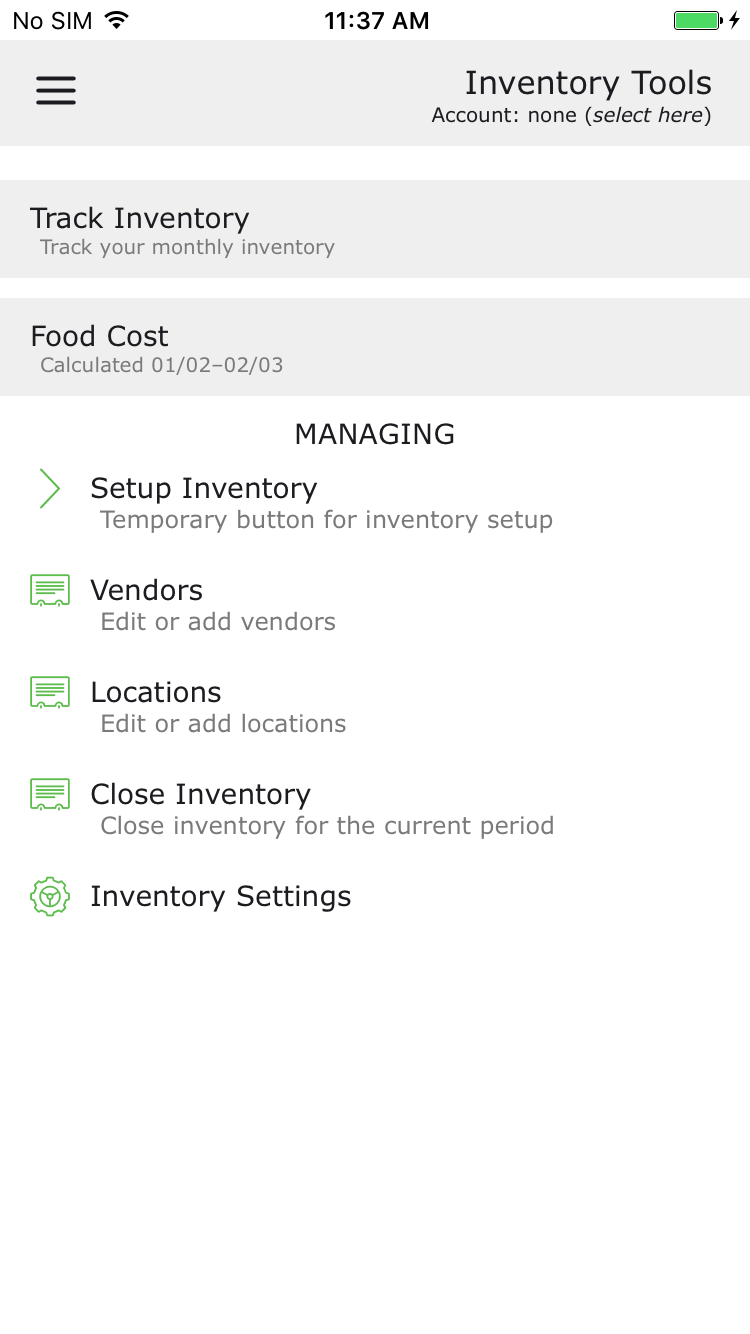 No SIM 11:37 AM
Inventory Tools
Account: none (select here)
Track Inventory
Track your monthly inventory
Food Cost
Calculated 01/02–02/03
MANAGING
Setup Inventory
Temporary button for inventory setup
Vendors
Edit or add vendors
Locations
Edit or add locations
Close Inventory
Close inventory for the current period
Inventory Settings